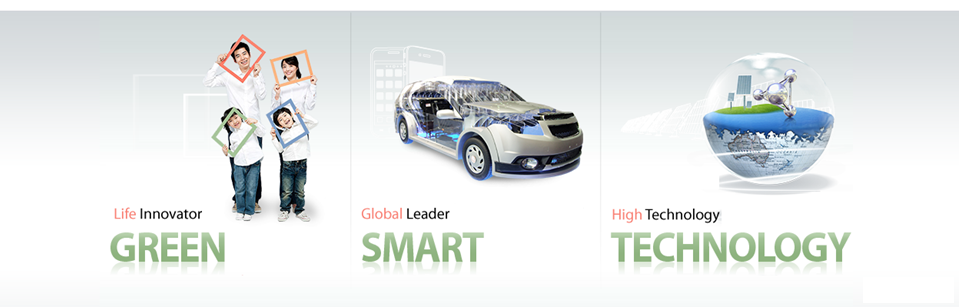 Life Innovator
GREEN
Global Leader
SMART
High Technology
TECHNOLOGY